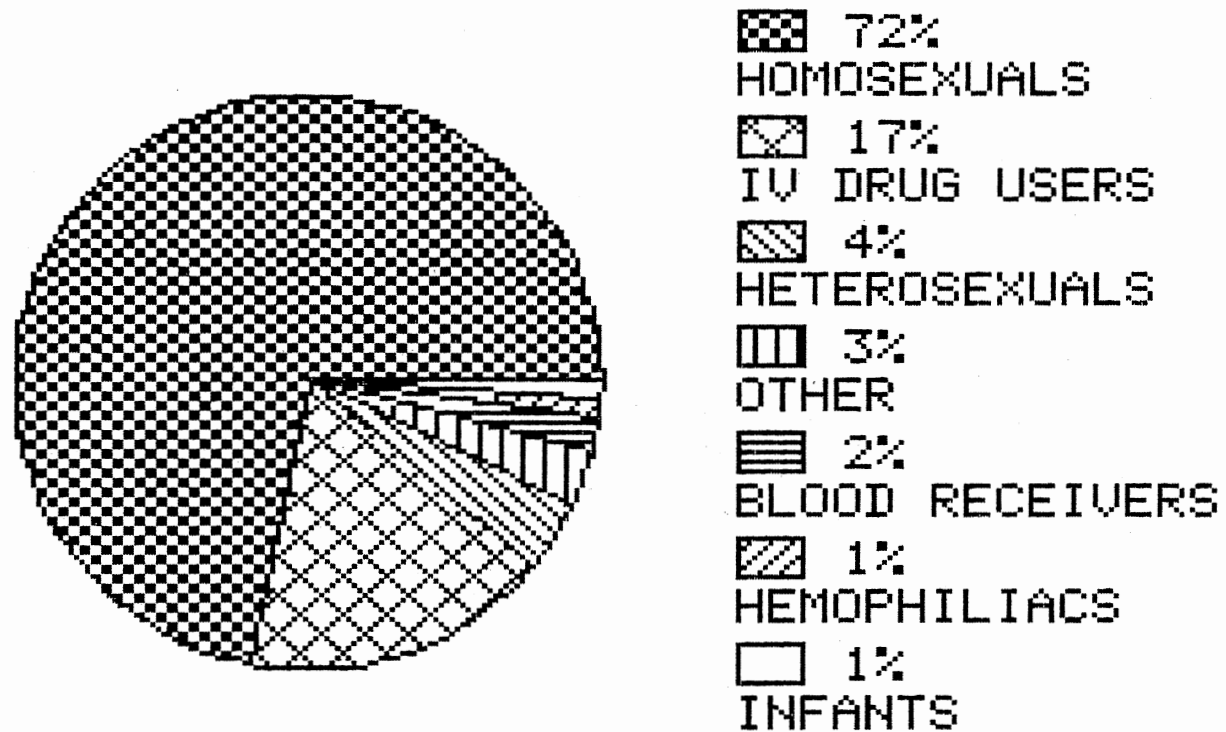 72%
HOMOSEXUALS
17%
IV DRUG USERS
4%
HETEROSEXUALS
3%
OTHER
2%
BLOOD RECEIVERS
1%
HEMOPHILIACS
1%
INFANTS